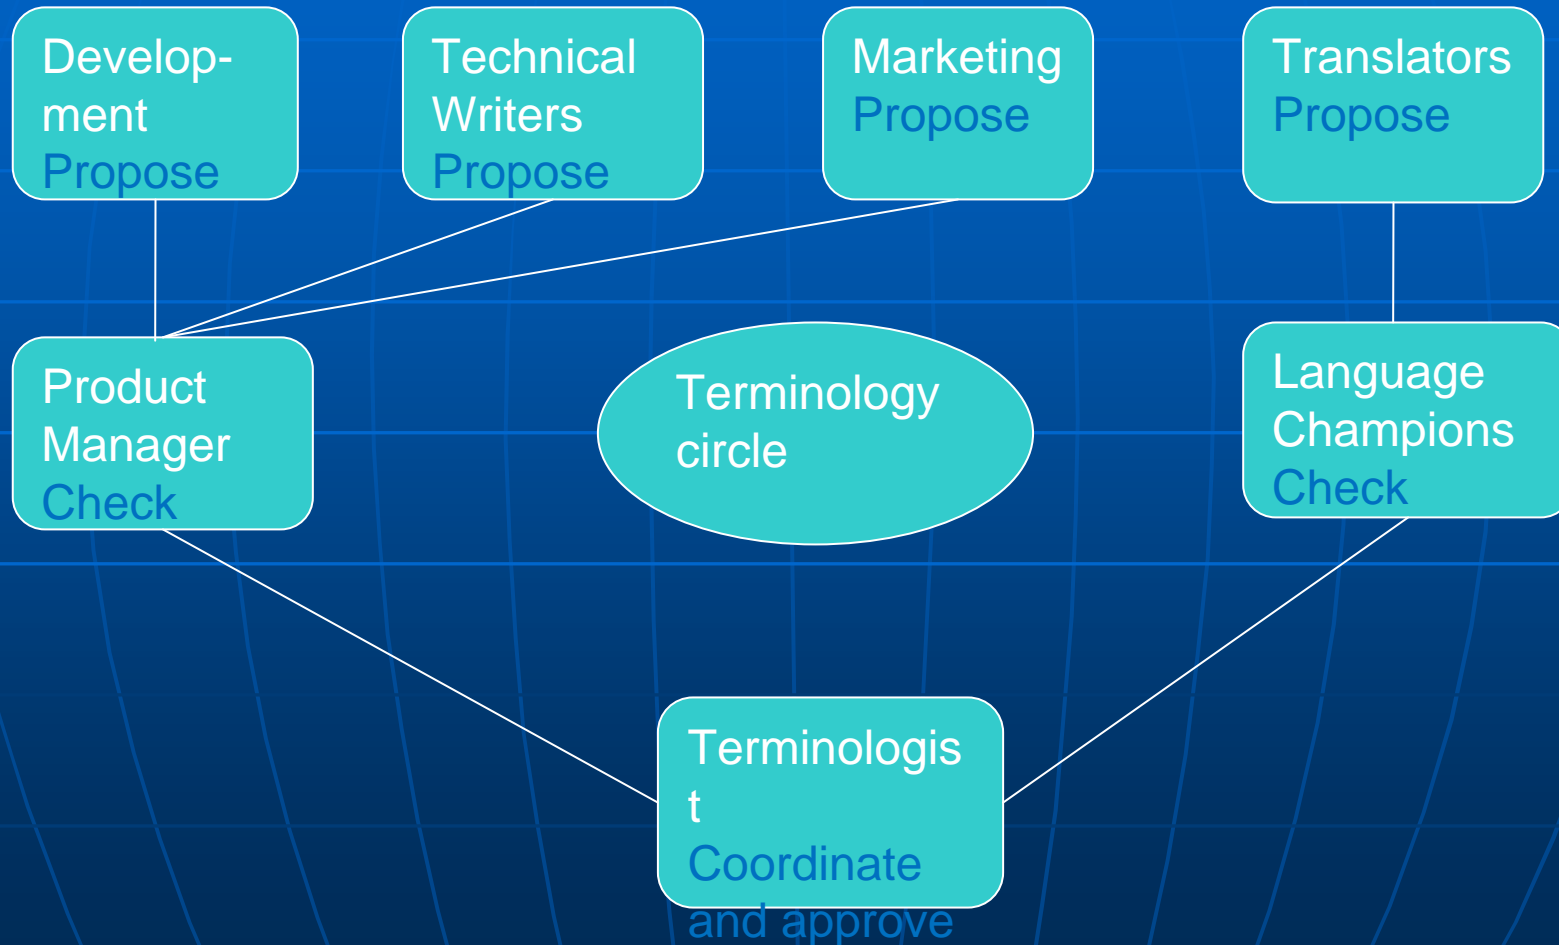 Develop-
ment
Propose
Technical
Writers
Propose
Marketing
Propose
Translators
Propose
Product
Manager
Check
Terminology
circle
Language
Champions
Check
Terminologis
t
Coordinate
and approve